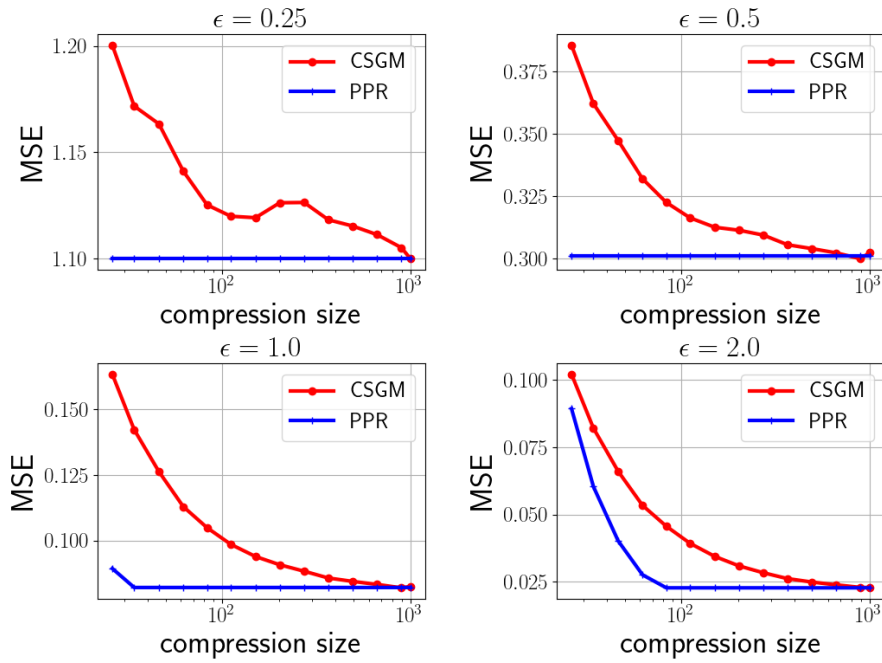 ϵ = 0.25
MSE
1.20
1.15
1.10
CSGM
PPR
10²
10³
compression size
ϵ = 0.5
MSE
0.375
0.350
0.325
0.300
CSGM
PPR
10²
10³
compression size
ϵ = 1.0
MSE
0.150
0.125
0.100
CSGM
PPR
10²
10³
compression size
ϵ = 2.0
MSE
0.100
0.075
0.050
0.025
CSGM
PPR
10²
10³
compression size